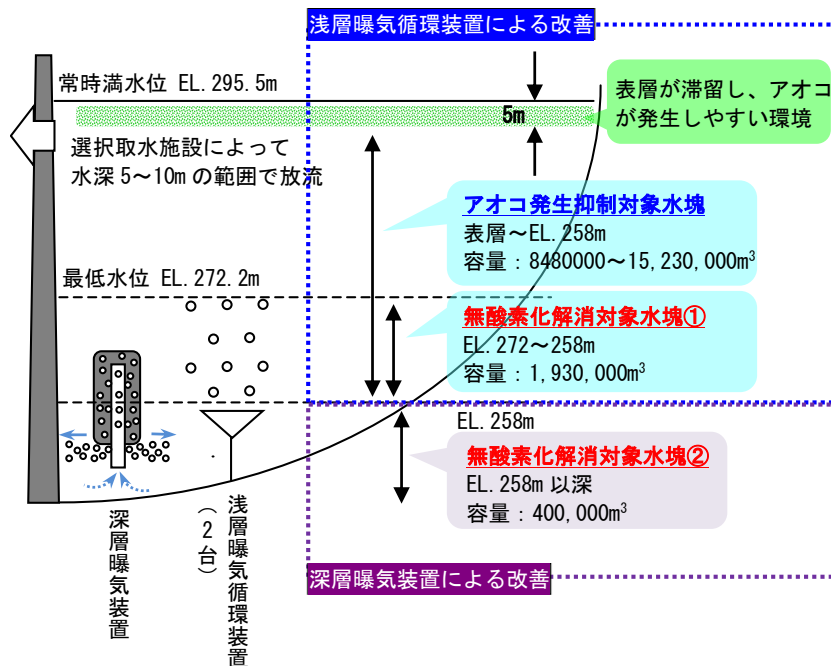 浅層曝気循環装置による改善
常時満水位 EL.295.5m
5m
表層が滞留し、アオコ
が発生しやすい環境
選択取水施設によって
水深5～10mの範囲で放流
アオコ発生抑制対象水塊
表層～EL.258m
容量：8480000～15,230,000m³
最低水位 EL.272.2m
無酸素化解消対象水塊①
EL.272～258m
容量：1,930,000m³
EL.258m
無酸素化解消対象水塊②
EL.258m以深
容量：400,000m³
深層曝気装置による改善
深層曝気装置
浅層曝気循環装置
（2台）